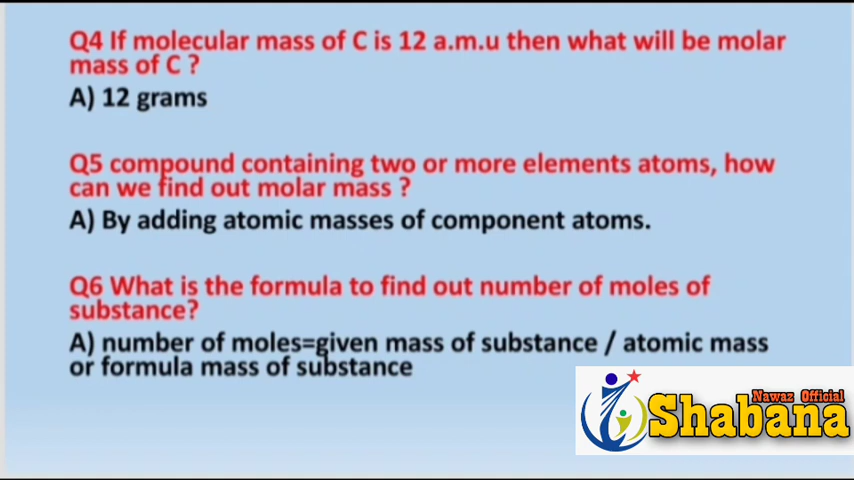 Q4 If molecular mass of C is 12 a.m.u then what will be molar
mass of C ?
A) 12 grams
Q5 compound containing two or more elements atoms, how
can we find out molar mass ?
A) By adding atomic masses of component atoms.
Q6 What is the formula to find out number of moles of
substance?
A) number of moles=given mass of substance / atomic mass
or formula mass of substance
Nawaz Official
Shabana